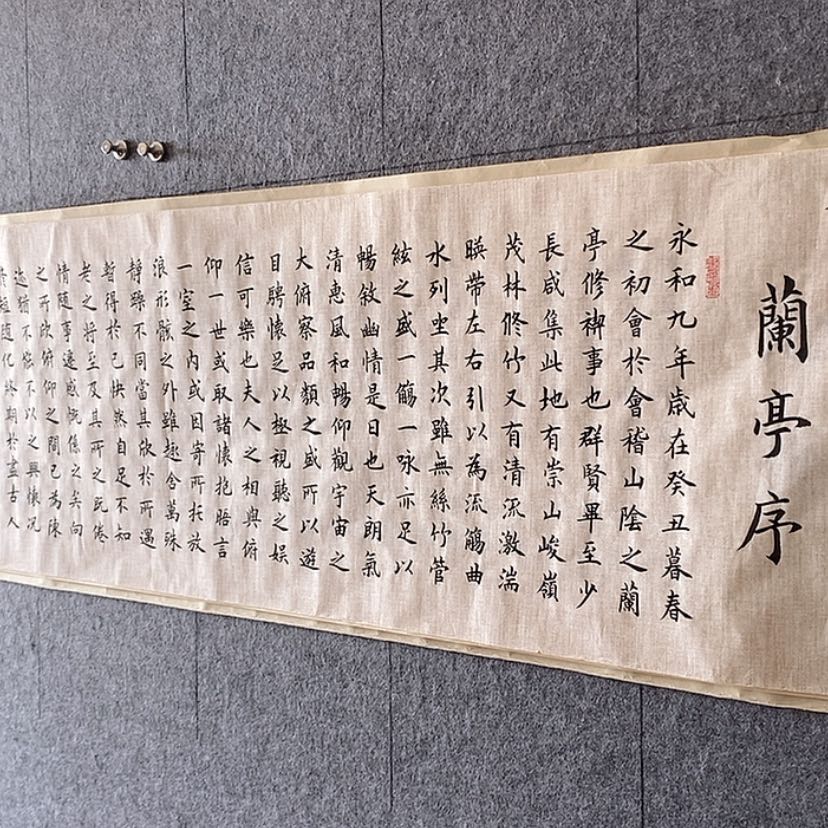 蘭亭序
永和九年歲在癸丑暮春
之初會於會稽山陰之蘭
亭修禊事也群賢畢至少
長咸集此地有崇山峻嶺
茂林修竹又有清流激湍
暎带左右引以為流觴曲
水列坐其次雖無絲竹管
絃之盛一觴一咏亦足以
暢敘幽情是日也天朗氣
清惠風和暢仰觀宇宙之
大俯察品類之盛所以遊
目騁懷足以極視聽之娱
信可樂也夫人之相與俯
仰一世或取諸懷抱晤言
一室之内或因寄所托放
浪形骸之外雖趣舍萬殊
靜躁不同當其欣於所遇
暫得於己快然自足不知
老之将至及其所之既倦
情随事遷感慨係之矣向
之所欣俯仰之間已為陳
迹猶不能不以之興懷况
短随化終期於盡古人